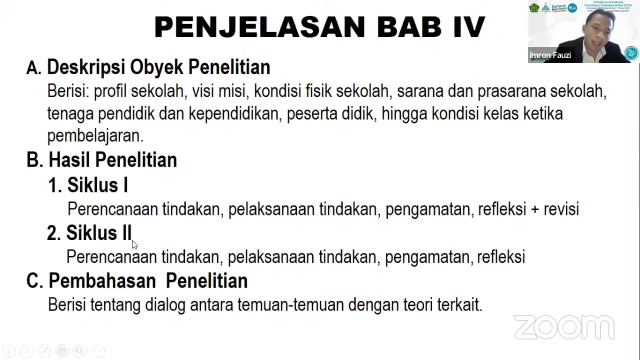 PENJELASAN BAB IV
Imron Fauzi
A. Deskripsi Obyek Penelitian
Berisi: profil sekolah, visi misi, kondisi fisik sekolah, sarana dan prasarana sekolah,
tenaga pendidik dan kependidikan, peserta didik, hingga kondisi kelas ketika
pembelajaran.
B. Hasil Penelitian
1. Siklus I
Perencanaan tindakan, pelaksanaan tindakan, pengamatan, refleksi + revisi
2. Siklus II
Perencanaan tindakan, pelaksanaan tindakan, pengamatan, refleksi
C. Pembahasan Penelitian
Berisi tentang dialog antara temuan-temuan dengan teori terkait.
zoom